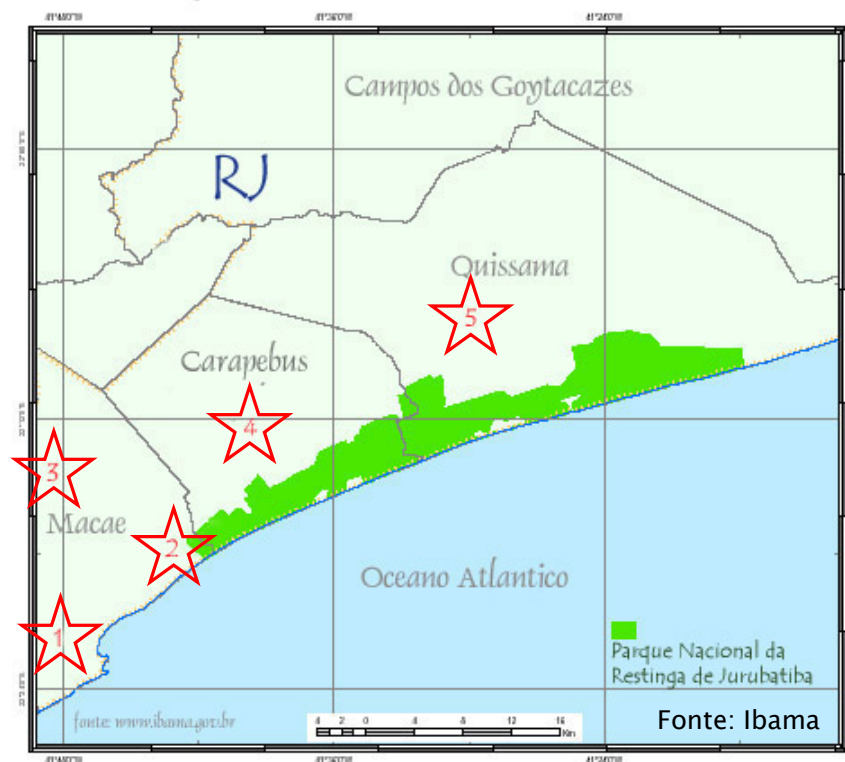 Campos dos Goytacazes
RJ
Quissama
5
Carapebus
4
3
Macae
2
Oceano Atlantico
1
Parque Nacional da
Restinga de Jurubatiba
fonte: www.ibama.gov.br
4 2 0 4 8 12 16
Km
Fonte: Ibama